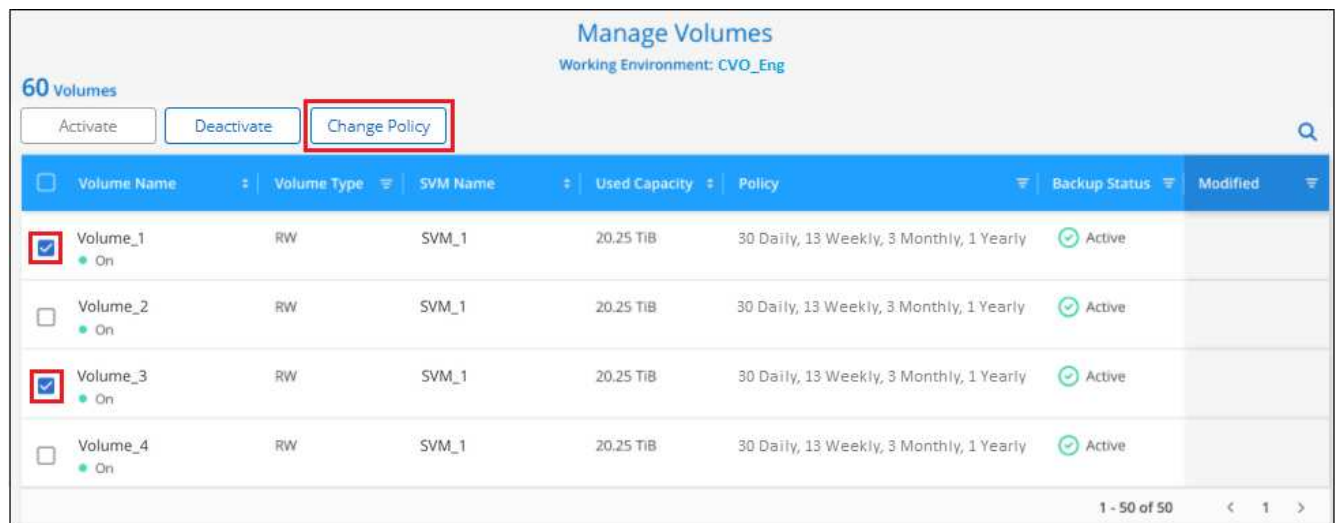 Manage Volumes
Working Environment: CVO_Eng
60 Volumes
Activate Deactivate Change Policy
Volume Name Volume Type SVM Name Used Capacity Policy Backup Status Modified
Volume_1 RW SVM_1 20.25 TiB 30 Daily, 13 Weekly, 3 Monthly, 1 Yearly Active
On
Volume_2 RW SVM_1 20.25 TiB 30 Daily, 13 Weekly, 3 Monthly, 1 Yearly Active
On
Volume_3 RW SVM_1 20.25 TiB 30 Daily, 13 Weekly, 3 Monthly, 1 Yearly Active
On
Volume_4 RW SVM_1 20.25 TiB 30 Daily, 13 Weekly, 3 Monthly, 1 Yearly Active
On
1 - 50 of 50 < 1 >